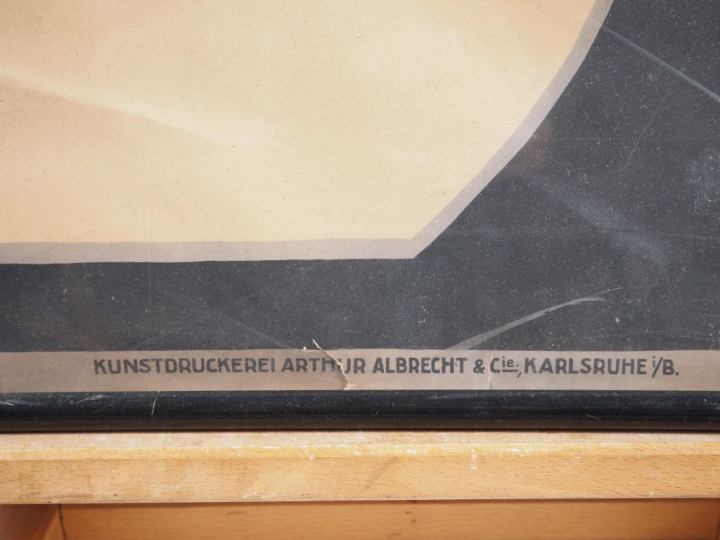 KUNSTDRUCKEREI ARTHUR ALBRECHT & Cie., KARLSRUHE i/B.